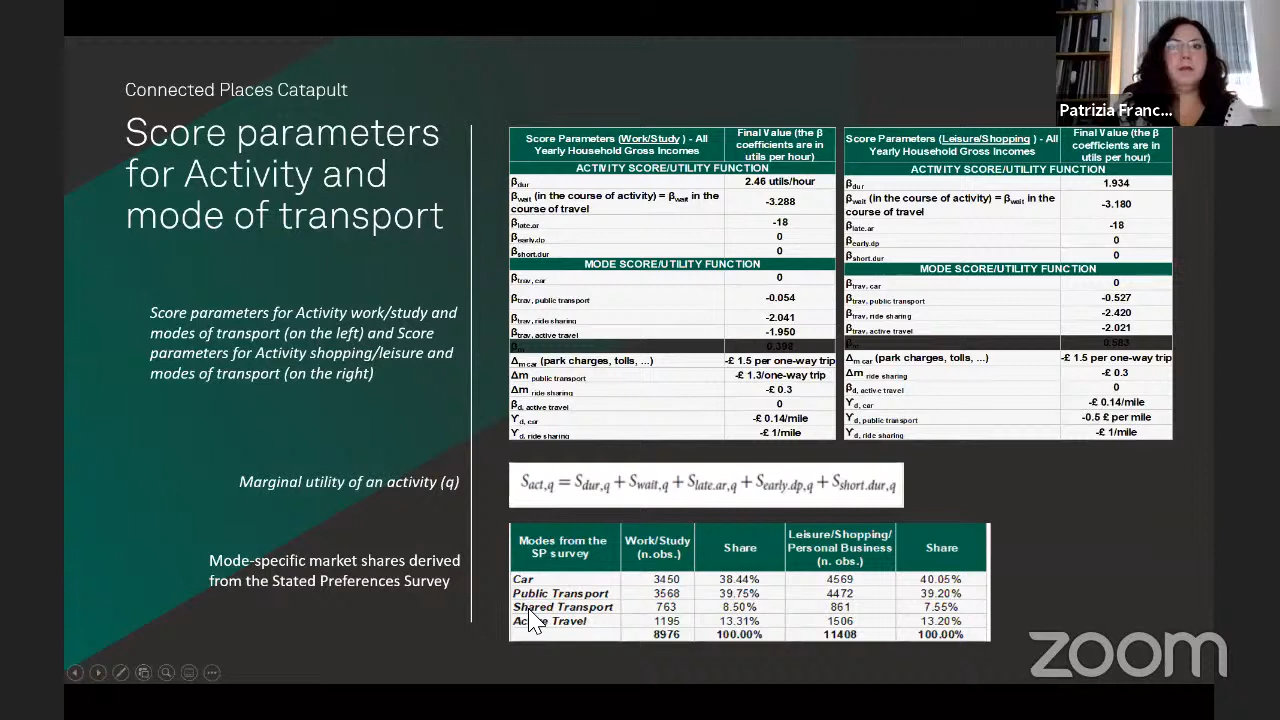 Connected Places Catapult
Score parameters
for Activity and
mode of transport
Score parameters for Activity work/study and
modes of transport (on the left) and Score
parameters for Activity shopping/leisure and
modes of transport (on the right)
Marginal utility of an activity (q)
Mode-specific market shares derived
from the Stated Preferences Survey
Patrizia Franc...
Score Parameters (Work/Study ) - All
Yearly Household Gross Incomes
Final Value (the β
coefficients are in
utils per hour)
ACTIVITY SCORE/UTILITY FUNCTION
βdur 2.46 utils/hour
βwait (in the course of activity) = βwait in the
course of travel -3.288
βlate.ar -18
βearly.dp 0
βshort.dur 0
MODE SCORE/UTILITY FUNCTION
βtrav, car 0
βtrav, public transport -0.054
βtrav, ride sharing -2.041
βtrav, active travel -1.950
βm 0.398
Δm car (park charges, tolls, ...) -£ 1.5 per one-way trip
Δm public transport -£ 1.3/one-way trip
Δm ride sharing -£ 0.3
βd, active travel 0
ϒd, car -£ 0.14/mile
ϒd, ride sharing -£ 1/mile
Score Parameters (Leisure/Shopping ) - All
Yearly Household Gross Incomes
Final Value (the β
coefficients are in
utils per hour)
ACTIVITY SCORE/UTILITY FUNCTION
βdur 1.934
βwait (in the course of activity) = βwait in the
course of travel -3.180
βlate.ar -18
βearly.dp 0
βshort.dur 0
MODE SCORE/UTILITY FUNCTION
βtrav, car 0
βtrav, public transport -0.527
βtrav, ride sharing -2.420
βtrav, active travel -2.021
βm 0.583
Δm car (park charges, tolls, ...) -£ 1.5 per one-way trip
Δm ride sharing -£ 0.3
βd, active travel 0
ϒd, car -£ 0.14/mile
ϒd, public transport -0.5 £ per mile
ϒd, ride sharing -£ 1/mile
Sact,q = Sdur,q + Swait,q + Slate.ar,q + Searly.dp,q + Sshort.dur,q
Modes from the
SP survey
Work/Study
(n.obs.)
Share
Leisure/Shopping/
Personal Business
(n. obs.)
Share
Car 3450 38.44% 4569 40.05%
Public Transport 3568 39.75% 4472 39.20%
Shared Transport 763 8.50% 861 7.55%
Active Travel 1195 13.31% 1506 13.20%
8976 100.00% 11408 100.00%
zoom